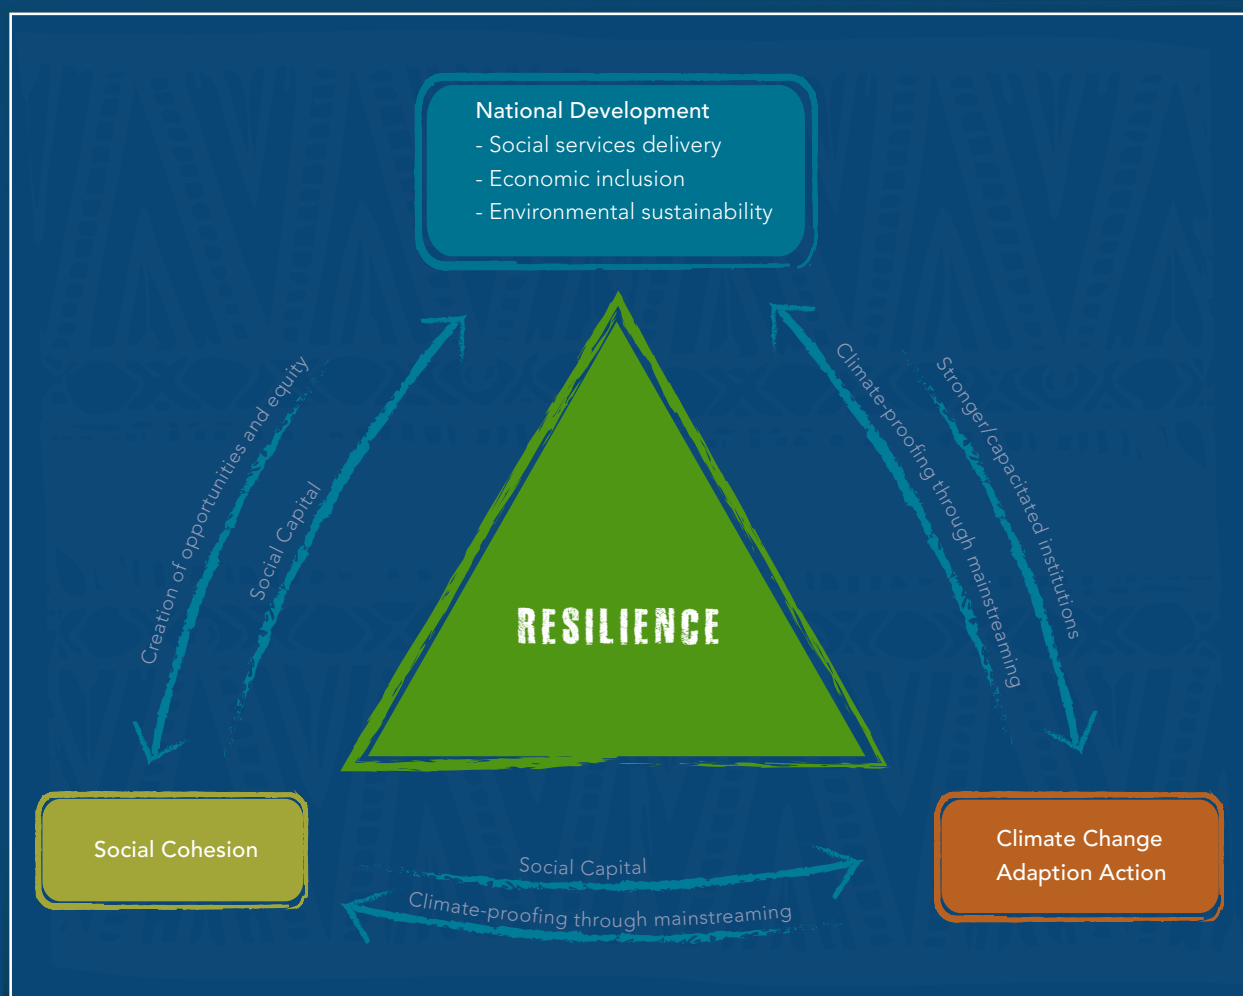 National Development
- Social services delivery
- Economic inclusion
- Environmental sustainability
Creation of opportunities and equity
Social Capital
Climate-proofing through mainstreaming
Stronger/capacitated institutions
RESILIENCE
Social Cohesion
Climate Change
Adaption Action
Social Capital
Climate-proofing through mainstreaming